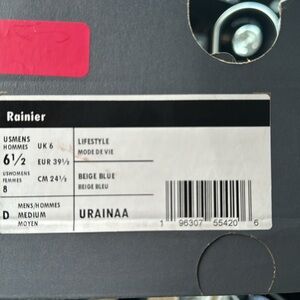 Rainier
USMENS
HOMMES
6½
UK 6
EUR 39½
USWOMENS
FEMMES
8
CM 24½
LIFESTYLE
MODE DE VIE
BEIGE BLUE
BEIGE BLEU
D
MENS/HOMMES
MEDIUM
MOYEN
URAINAA
1 96307 55420 6